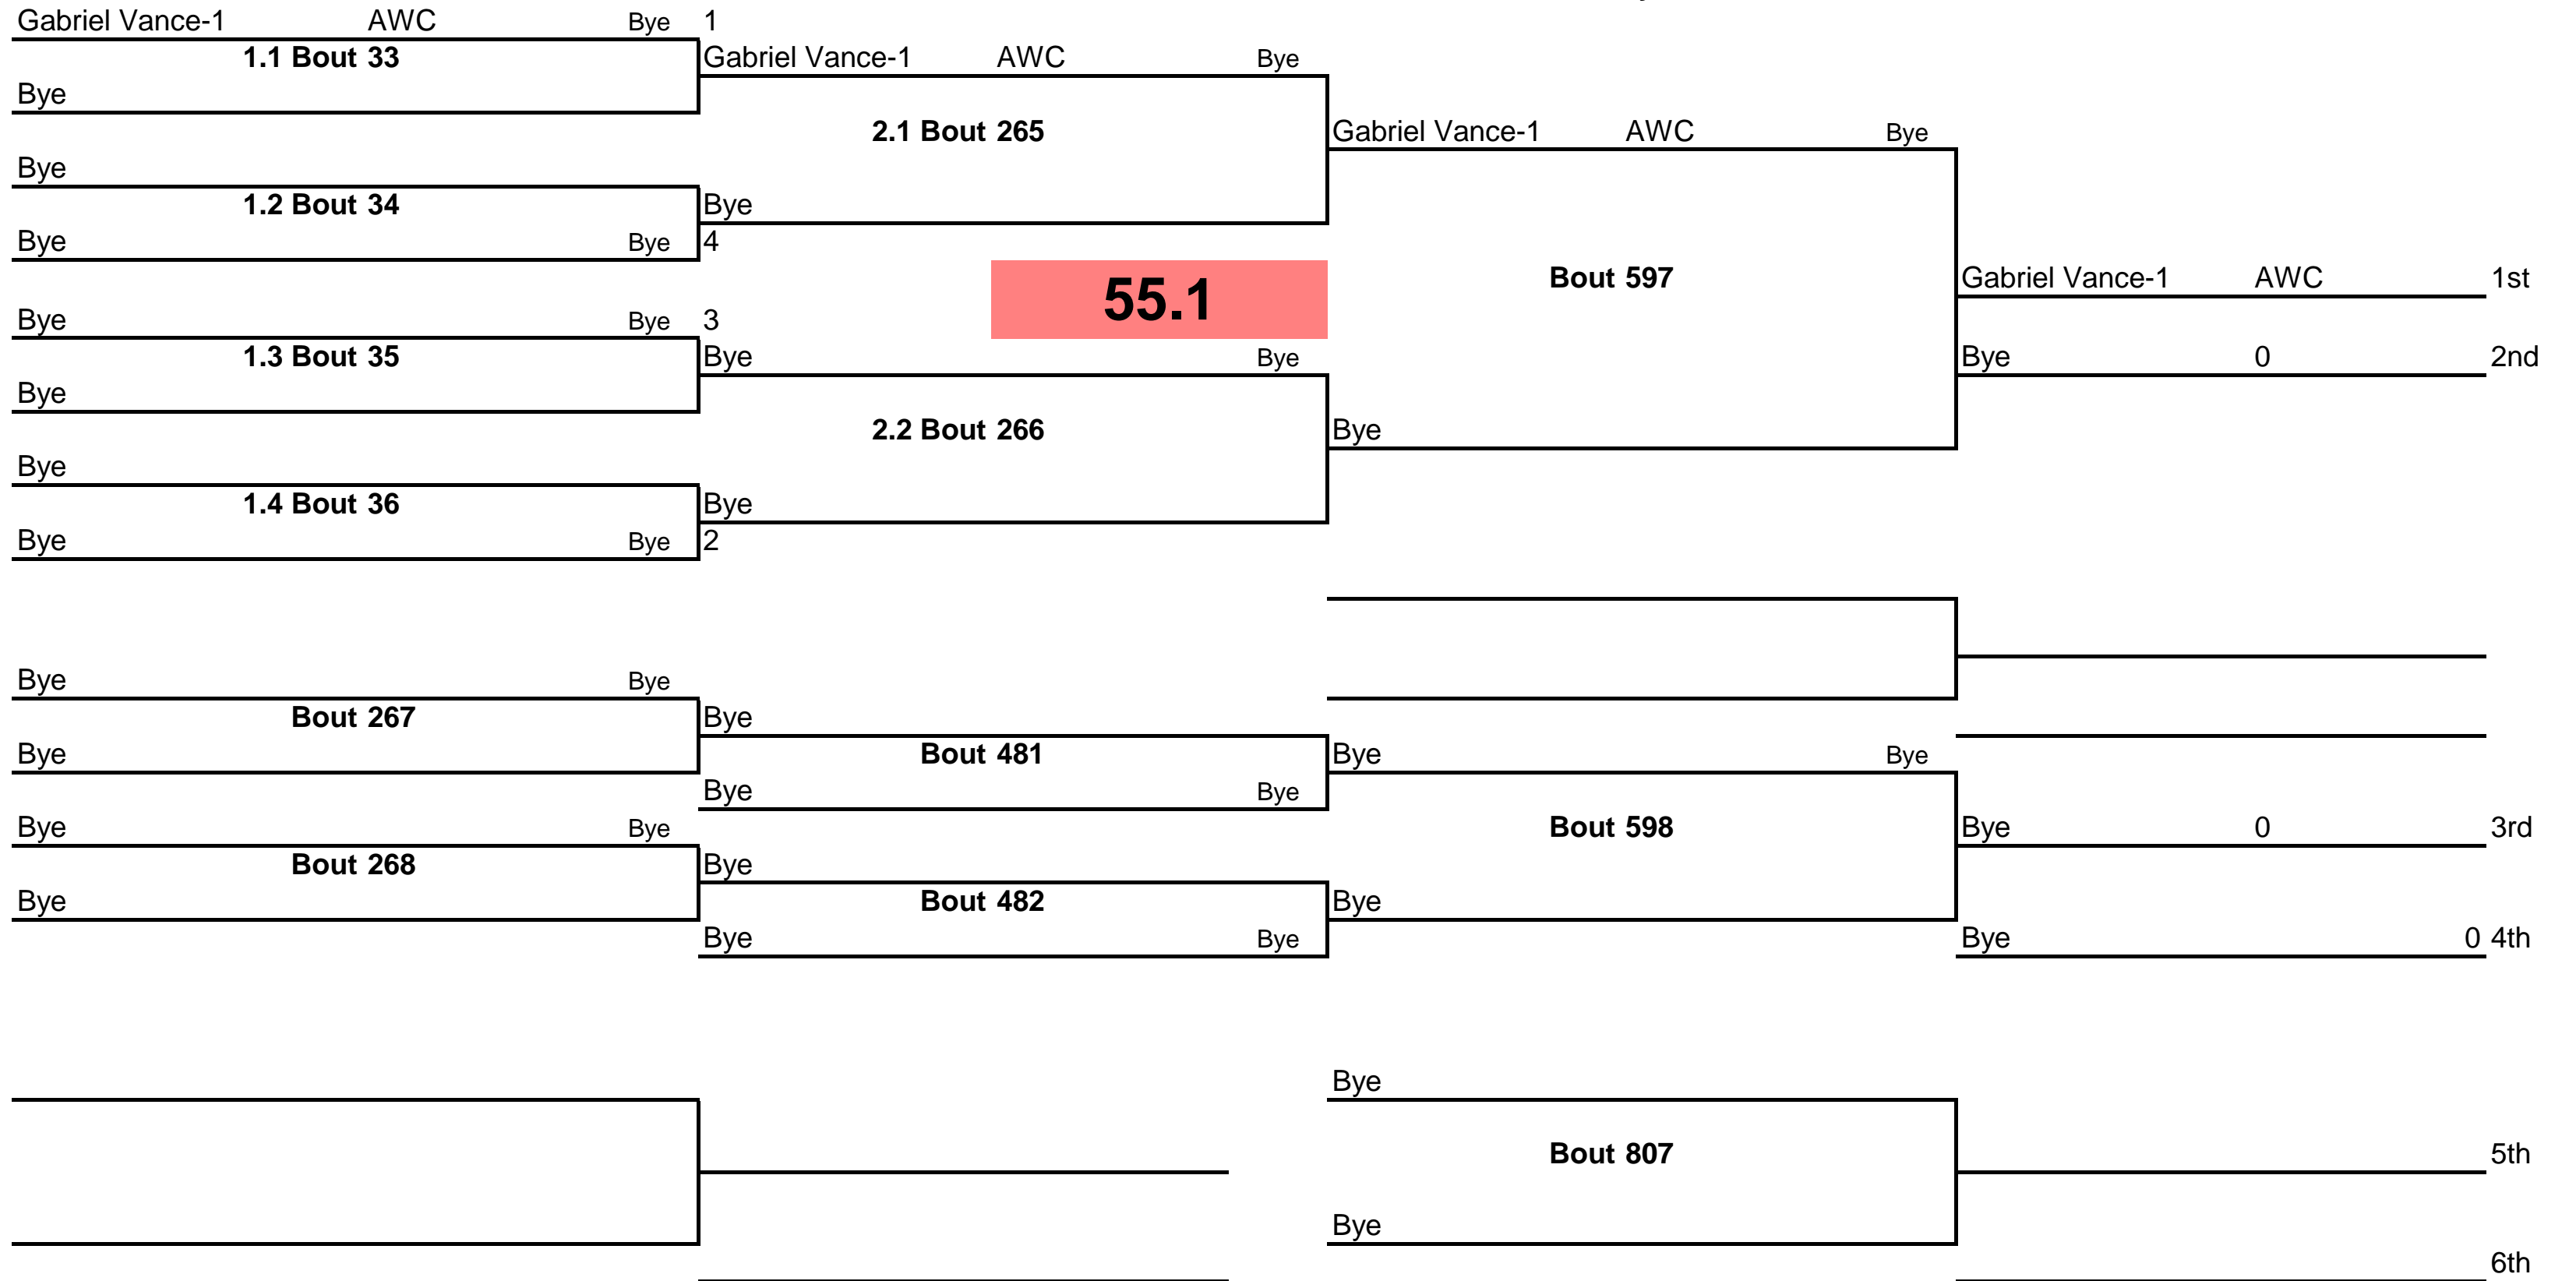 Gabriel Vance-1 AWC Bye 1
1.1 Bout 33 Gabriel Vance-1 AWC Bye
Bye
2.1 Bout 265 Gabriel Vance-1 AWC Bye
Bye
1.2 Bout 34 Bye
Bye Bye 4
55.1 Bout 597 Gabriel Vance-1 AWC 1st
Bye Bye 3
1.3 Bout 35 Bye Bye Bye 0 2nd
Bye
2.2 Bout 266 Bye
Bye
1.4 Bout 36 Bye
Bye Bye 2
Bye Bye
Bout 267 Bye
Bye Bout 481 Bye Bye
Bye Bye
Bye Bye Bout 598 Bye 0 3rd
Bout 268 Bye
Bye Bout 482 Bye
Bye Bye Bye 0 4th
Bye
Bout 807 5th
Bye
6th